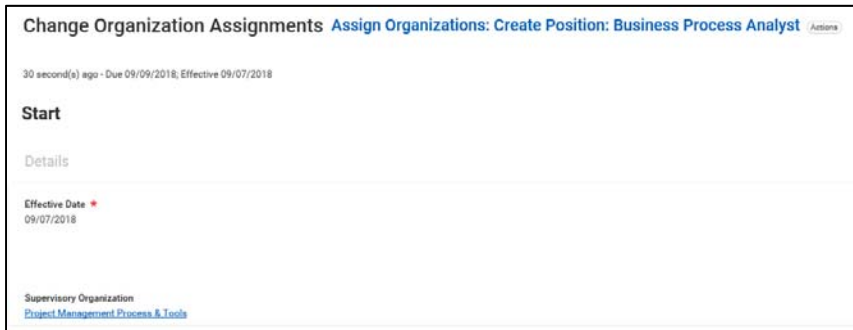 Change Organization Assignments Assign Organizations: Create Position: Business Process Analyst Actions
30 second(s) ago - Due 09/09/2018; Effective 09/07/2018
Start
Details
Effective Date *
09/07/2018
Supervisory Organization
Project Management Process & Tools